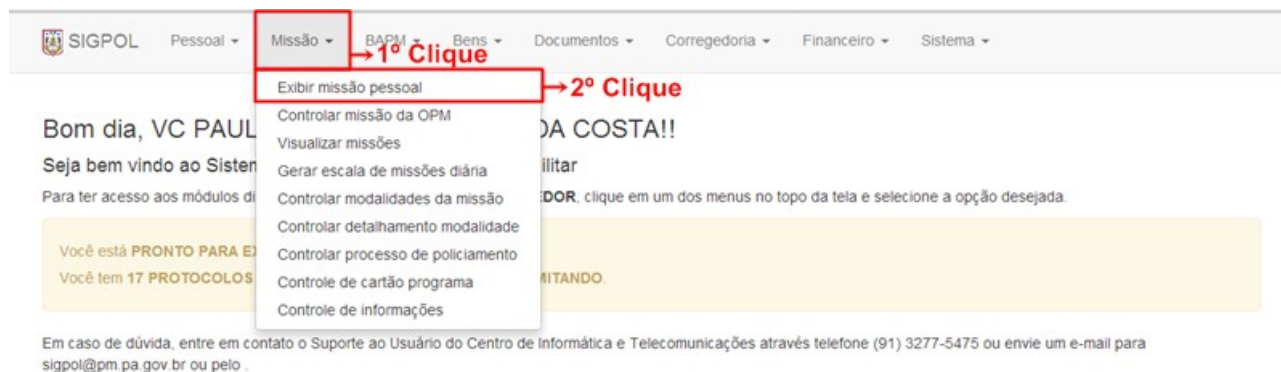 SIGPOL Pessoal Missão BAPM Bens Documentos Corregedoria Financeiro Sistema
→1º Clique
Exibir missão pessoal →2º Clique
Controlar missão da OPM
Visualizar missões
Gerar escala de missões diária
Controlar modalidades da missão
Controlar detalhamento modalidade
Controlar processo de policiamento
Controle de cartão programa
Controle de informações
Bom dia, VC PAUL DA COSTA!!
Seja bem vindo ao Sister ilitar
Para ter acesso aos módulos di DOR, clique em um dos menus no topo da tela e selecione a opção desejada.
Você está PRONTO PARA E
Você tem 17 PROTOCOLOS MITANDO.
Em caso de dúvida, entre em contato o Suporte ao Usuário do Centro de Informática e Telecomunicações através telefone (91) 3277-5475 ou envie um e-mail para
sigpol@pm.pa.gov.br ou pelo .